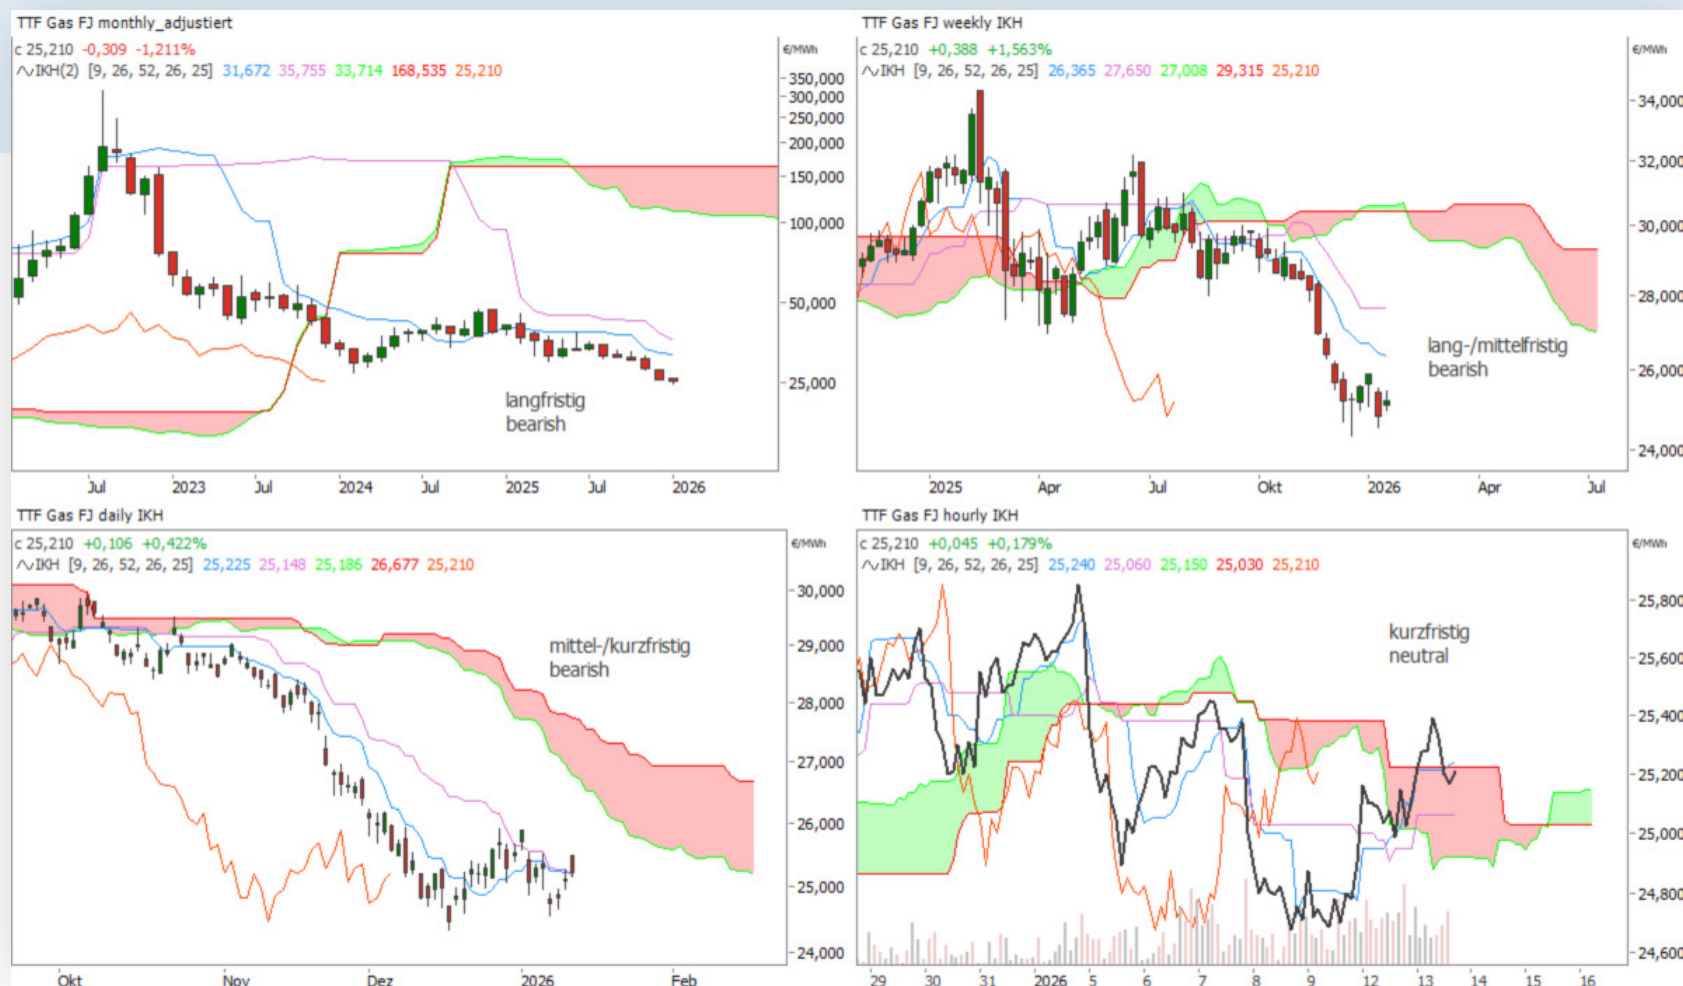 TTF Gas FJ monthly_adjustiert
c 25,210 -0,309 -1,211%
€/MWh
IKH(2) [9, 26, 52, 26, 25] 31,672 35,755 33,714 168,535 25,210
350,000
300,000
250,000
200,000
150,000
100,000
50,000
25,000
langfristig
bearish
Jul 2023 Jul 2024 Jul 2025 Jul 2026
TTF Gas FJ weekly IKH
c 25,210 +0,388 +1,563%
€/MWh
IKH [9, 26, 52, 26, 25] 26,365 27,650 27,008 29,315 25,210
34,000
32,000
30,000
28,000
26,000
24,000
lang-/mittelfristig
bearish
2025 Apr Jul Okt 2026 Apr Jul
TTF Gas FJ daily IKH
c 25,210 +0,106 +0,422%
€/MWh
IKH [9, 26, 52, 26, 25] 25,225 25,148 25,186 26,677 25,210
30,000
29,000
28,000
27,000
26,000
25,000
24,000
mittel-/kurzfristig
bearish
Okt Nov Dez 2026 Feb
TTF Gas FJ hourly IKH
c 25,210 +0,045 +0,179%
€/MWh
IKH [9, 26, 52, 26, 25] 25,240 25,060 25,150 25,030 25,210
25,800
25,600
25,400
25,200
25,000
24,800
24,600
kurzfristig
neutral
29 30 31 2026 5 6 7 8 9 12 13 14 15 16